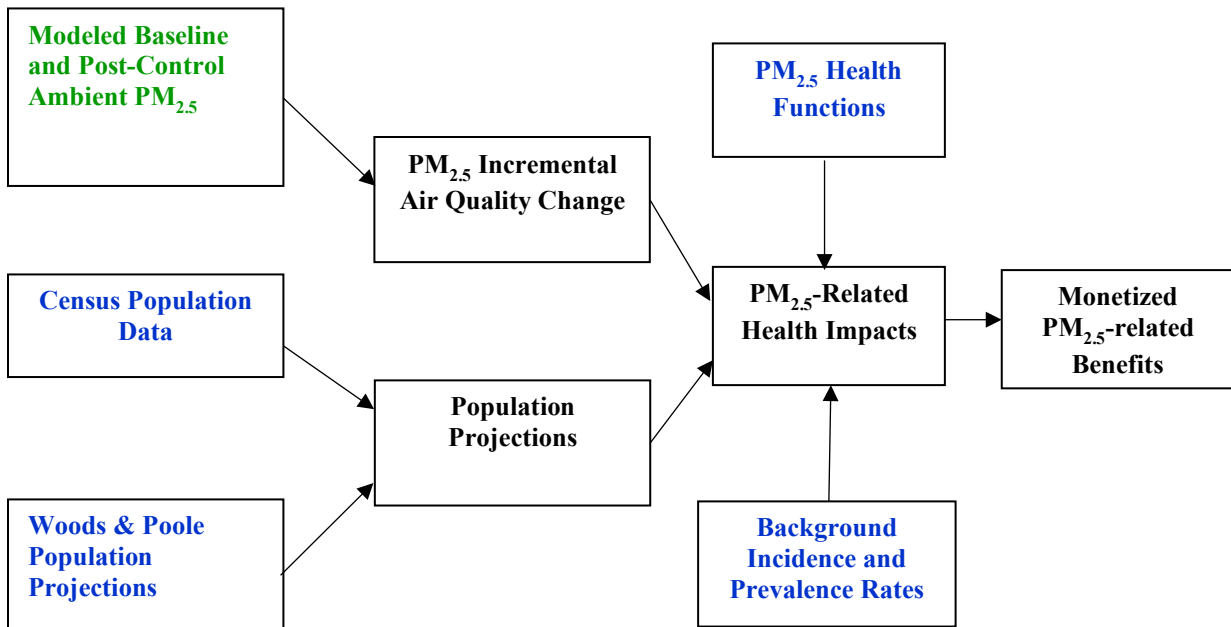 Modeled Baseline
and Post-Control
Ambient PM2.5
PM2.5 Health
Functions
PM2.5 Incremental
Air Quality Change
Census Population
Data
PM2.5-Related
Health Impacts
Monetized
PM2.5-related
Benefits
Population
Projections
Woods & Poole
Population
Projections
Background
Incidence and
Prevalence Rates